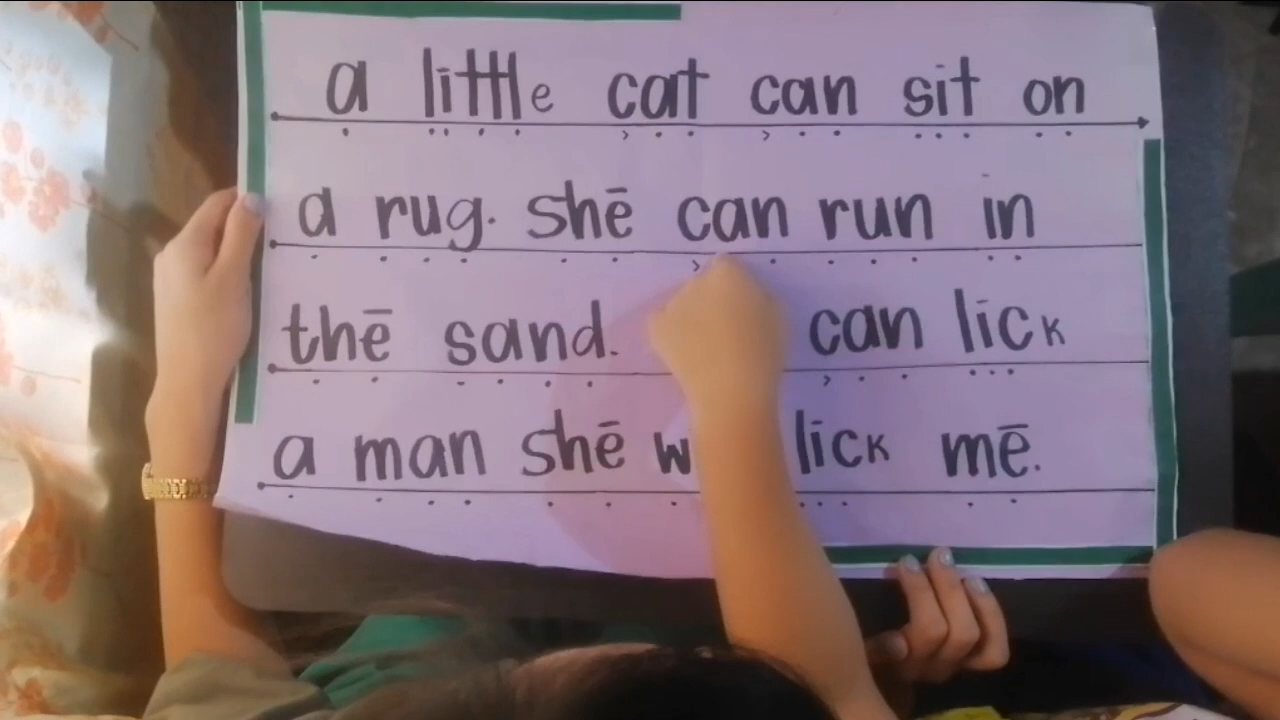 a little cat can sit on
a rug. shē can run in
thē sand. can lick
a man shē lick mē.